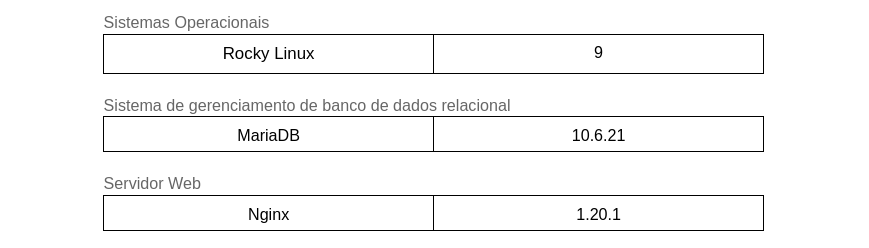 Sistemas Operacionais
Rocky Linux 9
Sistema de gerenciamento de banco de dados relacional
MariaDB 10.6.21
Servidor Web
Nginx 1.20.1